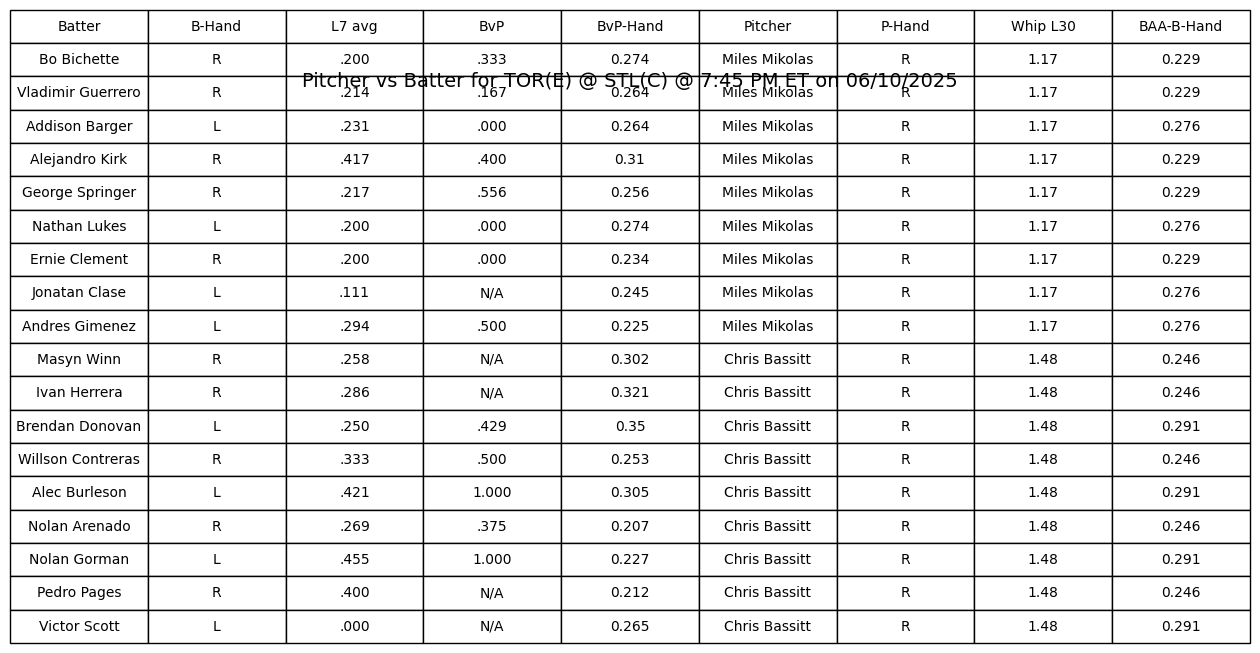 Batter B-Hand L7 avg BvP BvP-Hand Pitcher P-Hand Whip L30 BAA-B-Hand
Bo Bichette R .200 .333 0.274 Miles Mikolas R 1.17 0.229
Pitcher vs Batter for TOR(E) @ STL(C) @ 7:45 PM ET on 06/10/2025
Vladimir Guerrero R .214 .167 0.264 Miles Mikolas R 1.17 0.229
Addison Barger L .231 .000 0.264 Miles Mikolas R 1.17 0.276
Alejandro Kirk R .417 .400 0.31 Miles Mikolas R 1.17 0.229
George Springer R .217 .556 0.256 Miles Mikolas R 1.17 0.229
Nathan Lukes L .200 .000 0.274 Miles Mikolas R 1.17 0.276
Ernie Clement R .200 .000 0.234 Miles Mikolas R 1.17 0.229
Jonatan Clase L .111 N/A 0.245 Miles Mikolas R 1.17 0.276
Andres Gimenez L .294 .500 0.225 Miles Mikolas R 1.17 0.276
Masyn Winn R .258 N/A 0.302 Chris Bassitt R 1.48 0.246
Ivan Herrera R .286 N/A 0.321 Chris Bassitt R 1.48 0.246
Brendan Donovan L .250 .429 0.35 Chris Bassitt R 1.48 0.291
Willson Contreras R .333 .500 0.253 Chris Bassitt R 1.48 0.246
Alec Burleson L .421 1.000 0.305 Chris Bassitt R 1.48 0.291
Nolan Arenado R .269 .375 0.207 Chris Bassitt R 1.48 0.246
Nolan Gorman L .455 1.000 0.227 Chris Bassitt R 1.48 0.291
Pedro Pages R .400 N/A 0.212 Chris Bassitt R 1.48 0.246
Victor Scott L .000 N/A 0.265 Chris Bassitt R 1.48 0.291